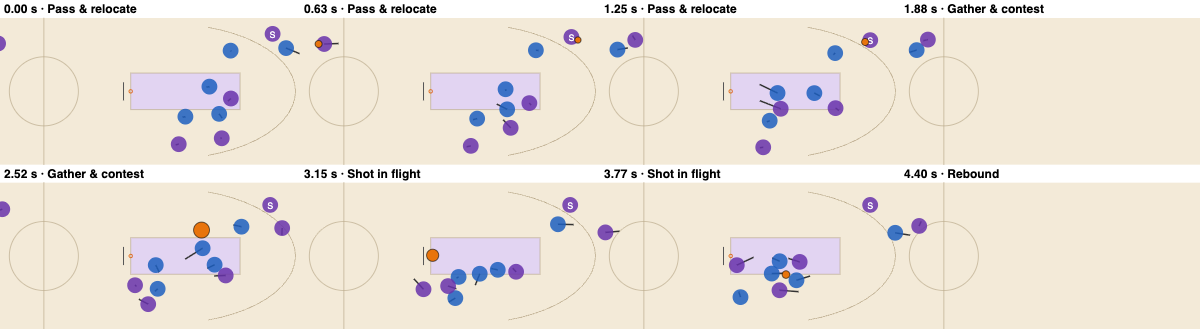 0.00 s · Pass & relocate
0.63 s · Pass & relocate
1.25 s · Pass & relocate
1.88 s · Gather & contest
S
S
S
2.52 s · Gather & contest
3.15 s · Shot in flight
3.77 s · Shot in flight
4.40 s · Rebound
S
S
S